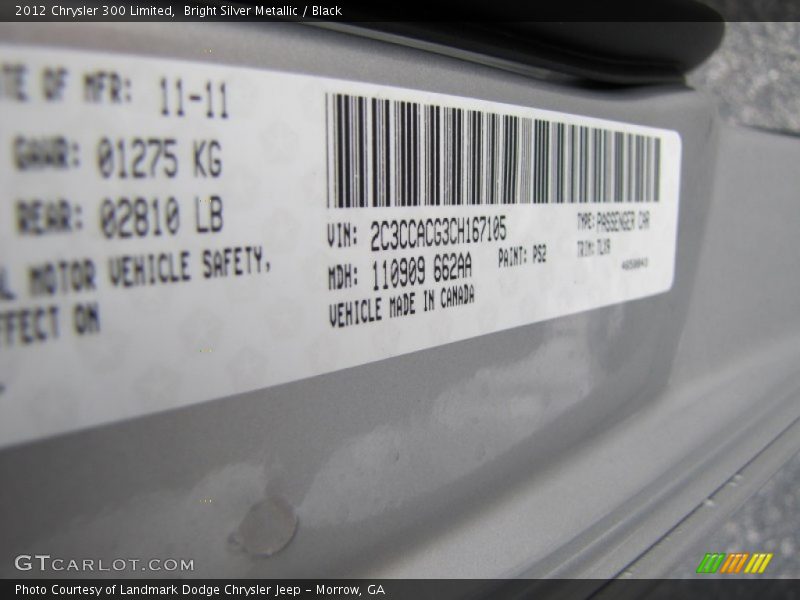 2012 Chrysler 300 Limited,  Bright Silver Metallic / Black
TE OF MFR: 11-11
GAWR: 01275 KG
REAR: 02810 LB
L MOTOR VEHICLE SAFETY,
FFECT ON
VIN: 2C3CCACG3CH167105
TYPE: PASSENGER CAR
MDH: 110909 662AA
PAINT: PS2
TRIM: TLX9
VEHICLE MADE IN CANADA
GTCARLOT.COM
Photo Courtesy of Landmark Dodge Chrysler Jeep – Morrow, GA